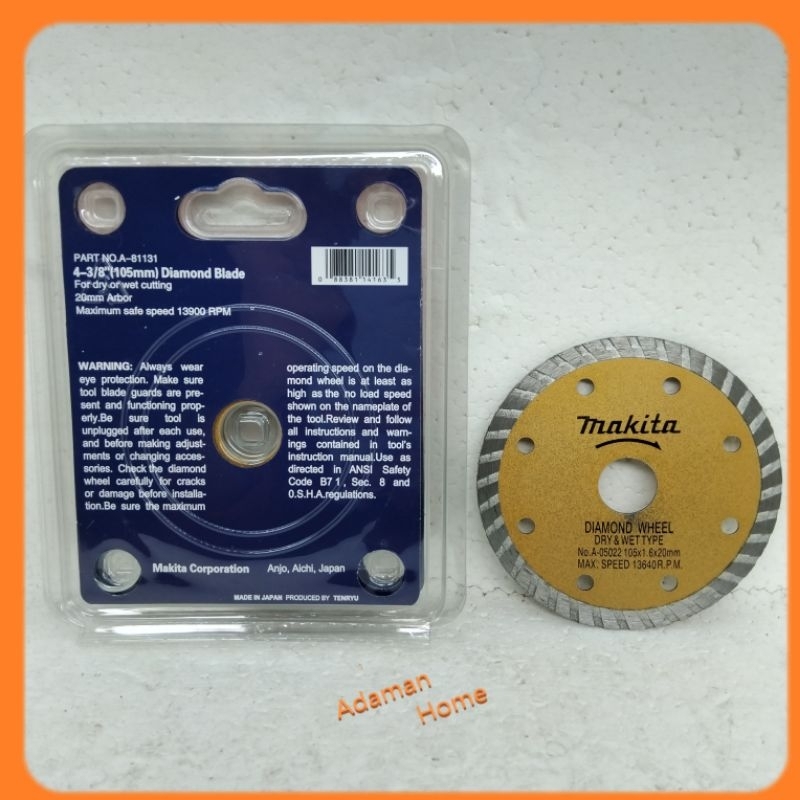 PART NO.A-81131
4-3/8"(105mm) Diamond Blade
For dry or wet cutting
20mm Arbor
Maximum safe speed 13900 RPM
0 88381 14163 3
WARNING: Always wear
eye protection. Make sure
tool blade guards are pre-
sent and functioning prop-
erly.Be sure tool is
unplugged after each use,
and before making adjust-
ments or changing acces-
sories. Check the diamond
wheel carefully for cracks
or damage before installa-
tion.Be sure the maximum
operating speed on the dia-
mond wheel is at least as
high as the no load speed
shown on the nameplate of
the tool.Review and follow
all instructions and warn-
ings contained in tool's
instruction manual.Use as
directed in ANSI Safety
Code B7 1 , Sec. 8 and
O.S.H.A.regulations.
Makita Corporation Anjo, Aichi, Japan
MADE IN JAPAN PRODUCED BY TENRYU
makita
DIAMOND WHEEL
DRY & WET TYPE
No.A-05022 105x1.6x20mm
MAX. SPEED 13640R.P.M.
Adaman
Home